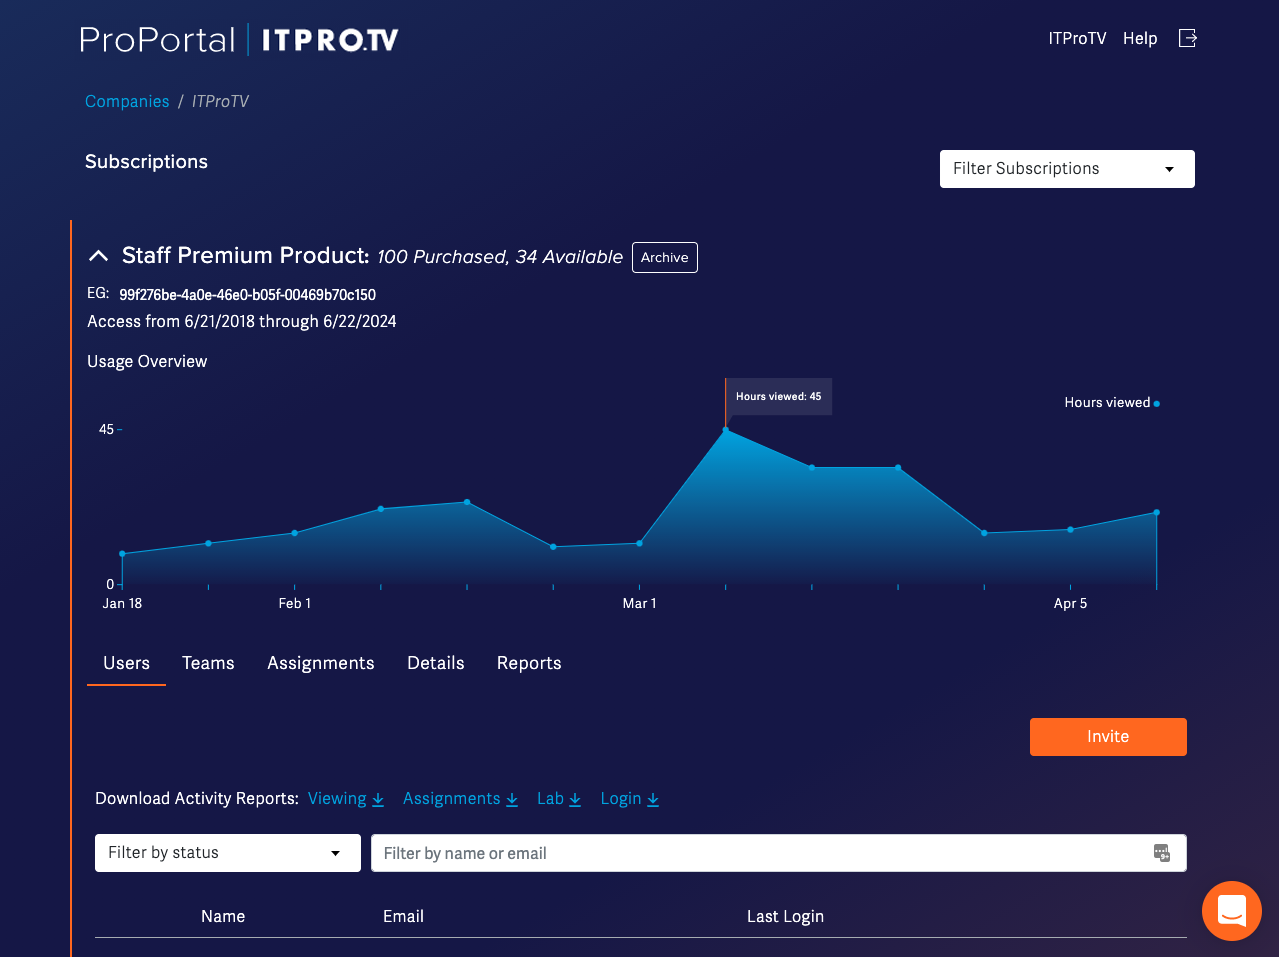 ProPortal | ITPRO.TV
ITProTV Help
Companies / ITProTV
Subscriptions
Filter Subscriptions
Staff Premium Product: 100 Purchased, 34 Available Archive
EG: 99f276be-4a0e-46e0-b05f-00469b70c150
Access from 6/21/2018 through 6/22/2024
Usage Overview
Hours viewed: 45
Hours viewed
45
0
Jan 18 Feb 1 Mar 1 Apr 5
Users Teams Assignments Details Reports
Invite
Download Activity Reports: Viewing Assignments Lab Login
Filter by status Filter by name or email 9+
Name Email Last Login